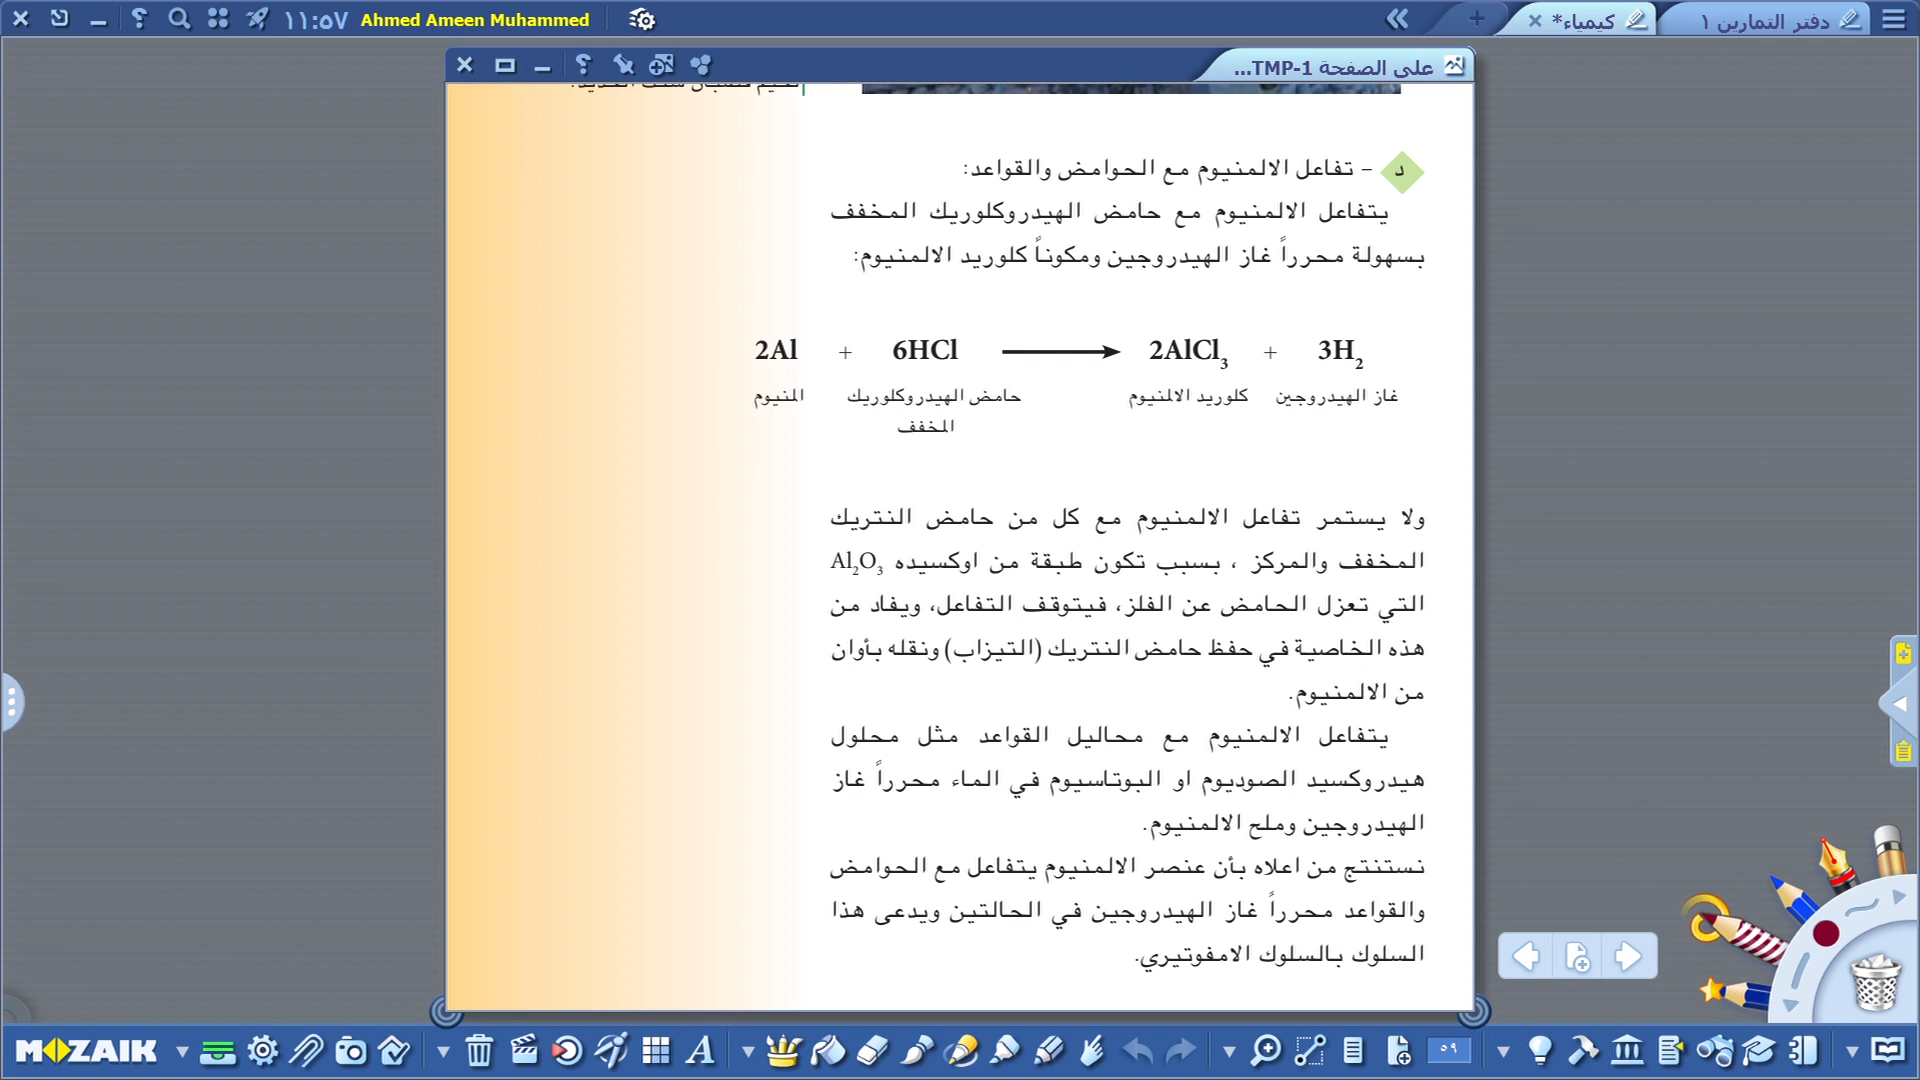 دفتر التمارين ١
كيمياء*
Ahmed Ameen Muhammed
١١:٥٧
على الصفحة TMP-1...
د – تفاعل الالمنيوم مع الحوامض والقواعد:
يتفاعل الالمنيوم مع حامض الهيدروكلوريك المخفف
بسهولة محرراً غاز الهيدروجين ومكوناً كلوريد الالمنيوم:
2Al + 6HCl → 2AlCl₃ + 3H₂
المنيوم حامض الهيدروكلوريك كلوريد الالمنيوم غاز الهيدروجين
المخفف
ولا يستمر تفاعل الالمنيوم مع كل من حامض النتريك
المخفف والمركز ، بسبب تكون طبقة من اوكسيده Al₂O₃
التي تعزل الحامض عن الفلز، فيتوقف التفاعل، ويفاد من
هذه الخاصية في حفظ حامض النتريك (التيزاب) ونقله بأوان
من الالمنيوم.
يتفاعل الالمنيوم مع محاليل القواعد مثل محلول
هيدروكسيد الصوديوم او البوتاسيوم في الماء محرراً غاز
الهيدروجين وملح الالمنيوم.
نستنتج من اعلاه بأن عنصر الالمنيوم يتفاعل مع الحوامض
والقواعد محرراً غاز الهيدروجين في الحالتين ويدعى هذا
السلوك بالسلوك الامفوتيري.
MOZAIK
٥٩